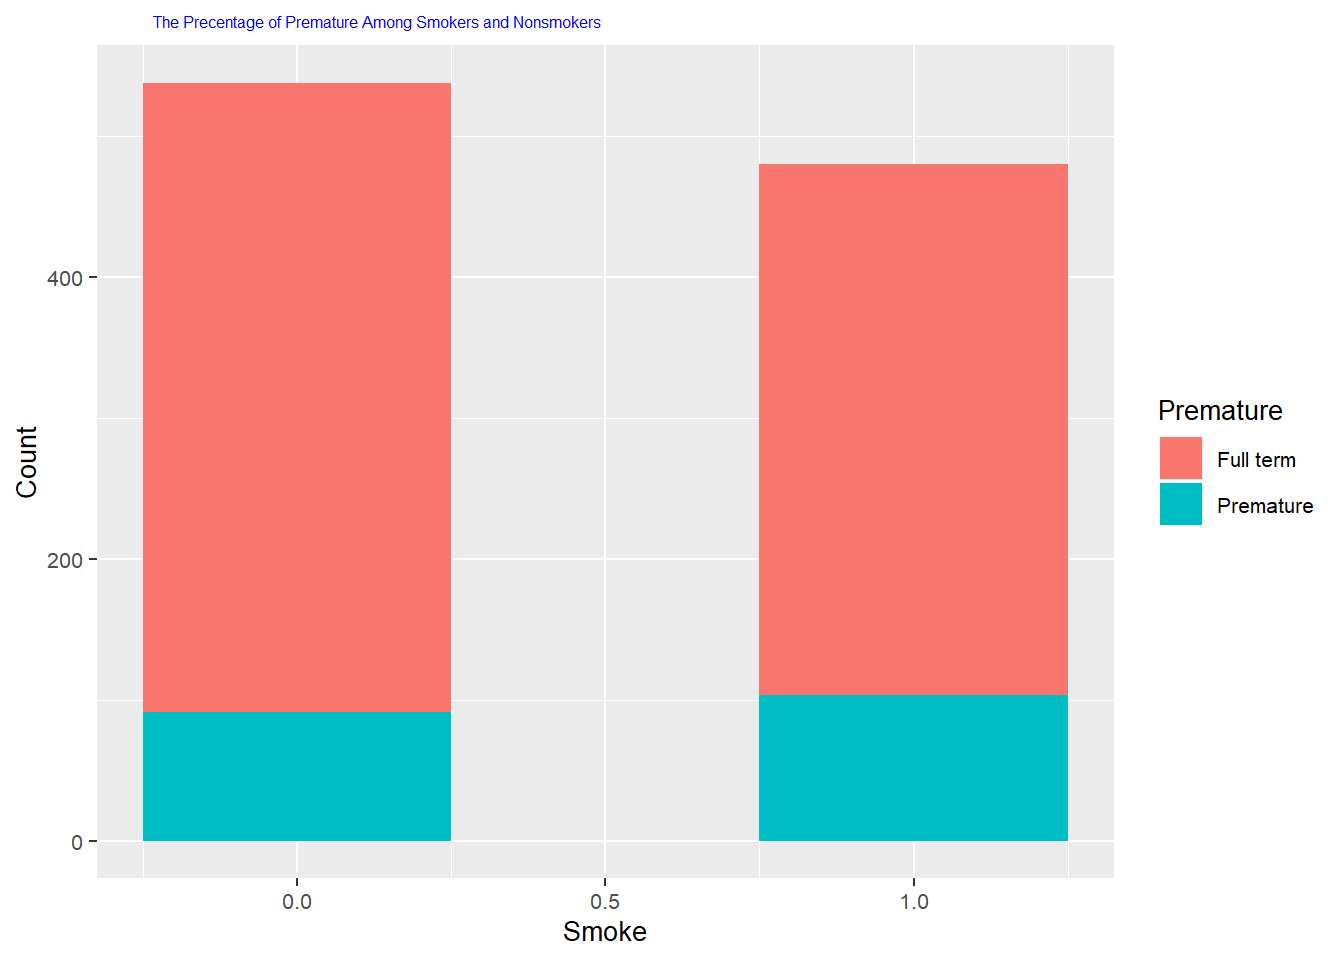 The Precentage of Premature Among Smokers and Nonsmokers
Count
400
200
0
0.0 0.5 1.0
Smoke
Premature
Full term
Premature